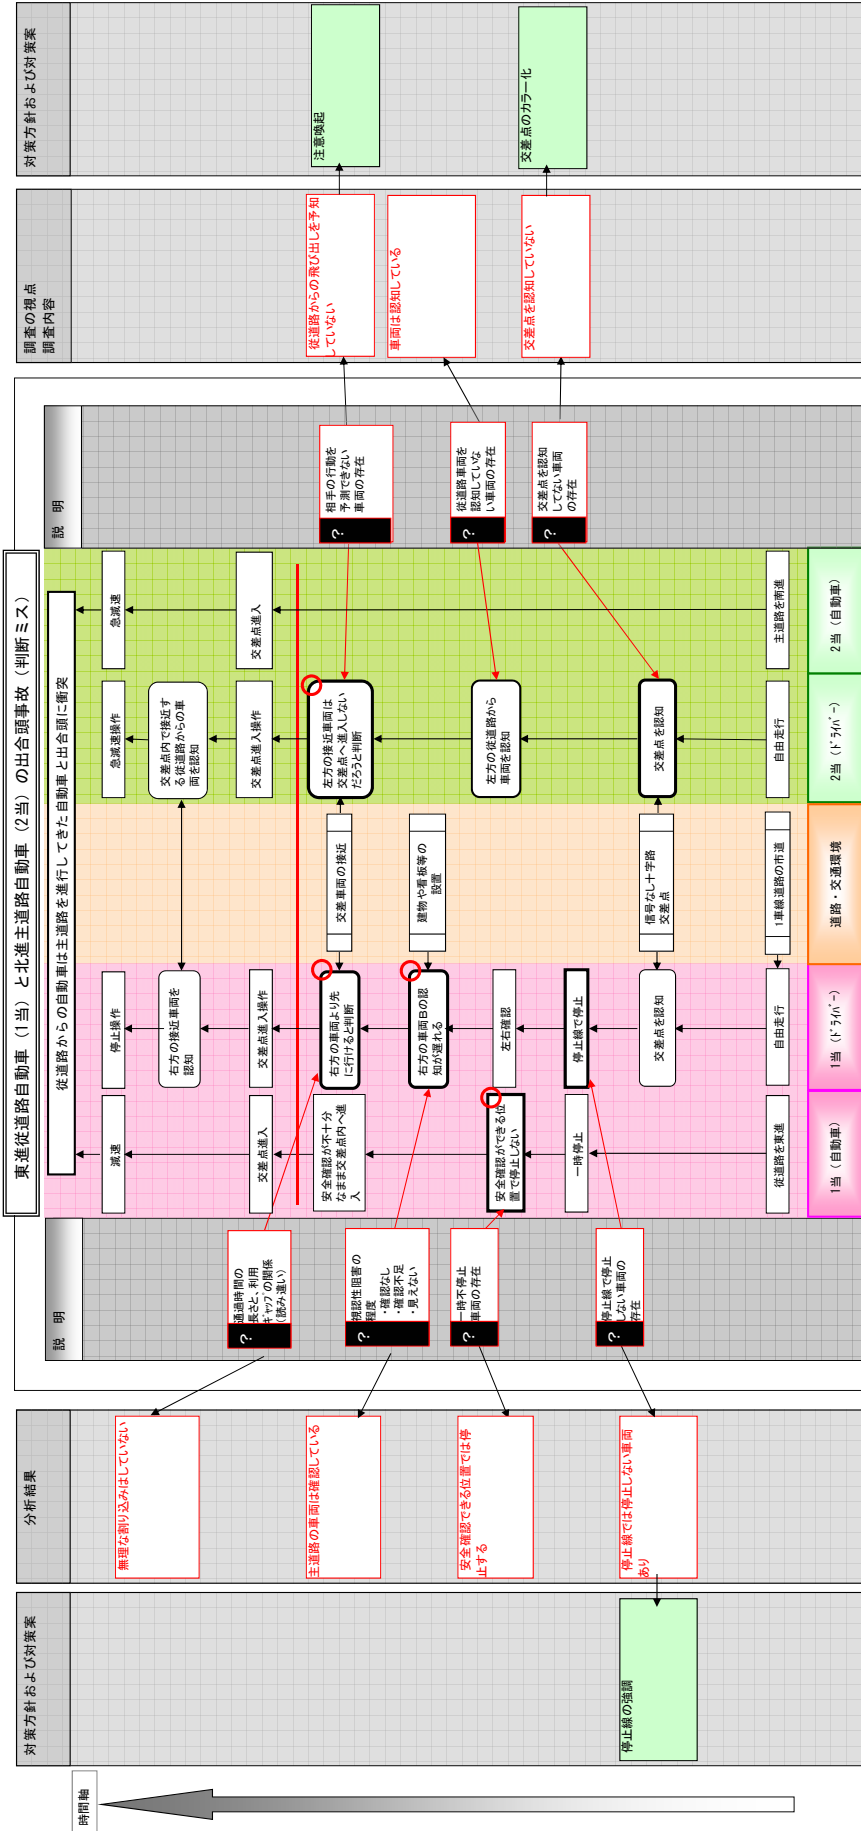 東進従道路自動車（1当）と北進主道路自動車（2当）の出合頭事故（判断ミス）
時間軸
対策方針および対策案
停止線の強調
分析結果
無理な割り込みはしていない
主道路の車両は確認している
安全確認できる位置では停
止する
停止線では停止しない車両
あり
説　明
?
通過時間の
長さと、利用
ｷﾞｬｯﾌﾟの関係
（読み違い）
?
視認性阻害の
程度
・確認なし
・確認不足
・見えない
?
一時不停止
車両の存在
?
停止線で停止
しない車両の
存在
従道路からの自動車は主道路を進行してきた自動車と出合頭に衝突
減速
交差点進入
安全確認が不十分
なまま交差点内へ進
入
安全確認ができる位
置で停止しない
一時停止
従道路を東進
1当（自動車）
停止操作
右方の接近車両を
認知
交差点進入操作
右方の車両より先
に行けると判断
右方の車両Bの認
知が遅れる
左右確認
停止線で停止
交差点を認知
自由走行
1当（ﾄﾞﾗｲﾊﾞｰ）
交差車両の接近
建物や看板等の
設置
信号なし十字路
交差点
1車線道路の市道
道路・交通環境
急減速操作
交差点内で接近す
る従道路からの車
両を認知
交差点進入操作
左方の接近車両は
交差点へ進入しない
だろうと判断
左方の従道路から
車両を認知
交差点を認知
自由走行
2当（ﾄﾞﾗｲﾊﾞｰ）
急減速
交差点進入
主道路を南進
2当（自動車）
説　明
?
相手の行動を
予測できない
車両の存在
?
従道路車両を
認知していな
い車両の存在
?
交差点を認知
してない車両
の存在
調査の視点
調査内容
従道路からの飛び出しを予知
していない
車両は認知している
交差点を認知していない
対策方針および対策案
注意喚起
交差点のカラー化